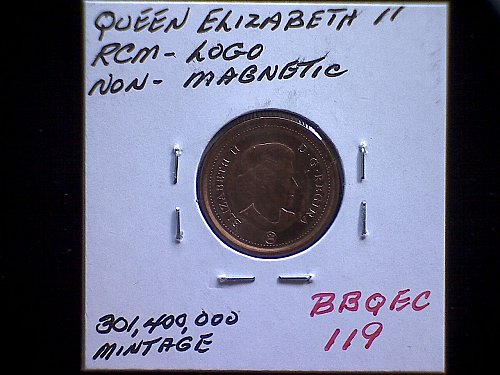 QUEEN ELIZABETH II
RCM - LOGO
NON - MAGNETIC
ELIZABETH II D·G·REGINA
301,400,000
MINTAGE
BBQEC
119